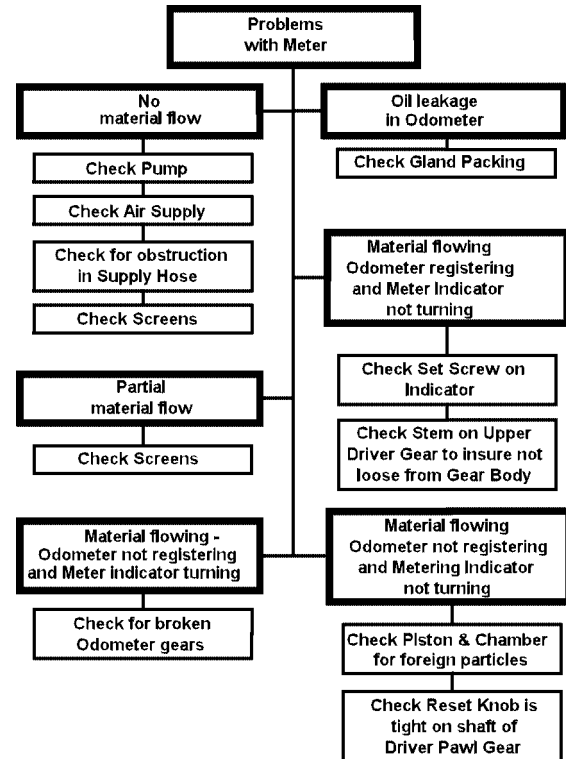 Problems
with Meter
No
material flow
Check Pump
Check Air Supply
Check for obstruction
in Supply Hose
Check Screens
Partial
material flow
Check Screens
Material flowing -
Odometer not registering
and Meter indicator turning
Check for broken
Odometer gears
Oil leakage
in Odometer
Check Gland Packing
Material flowing
Odometer registering
and Meter Indicator
not turning
Check Set Screw on
Indicator
Check Stem on Upper
Driver Gear to insure not
loose from Gear Body
Material flowing
Odometer not registering
and Metering Indicator
not turning
Check Piston & Chamber
for foreign particles
Check Reset Knob is
tight on shaft of
Driver Pawl Gear